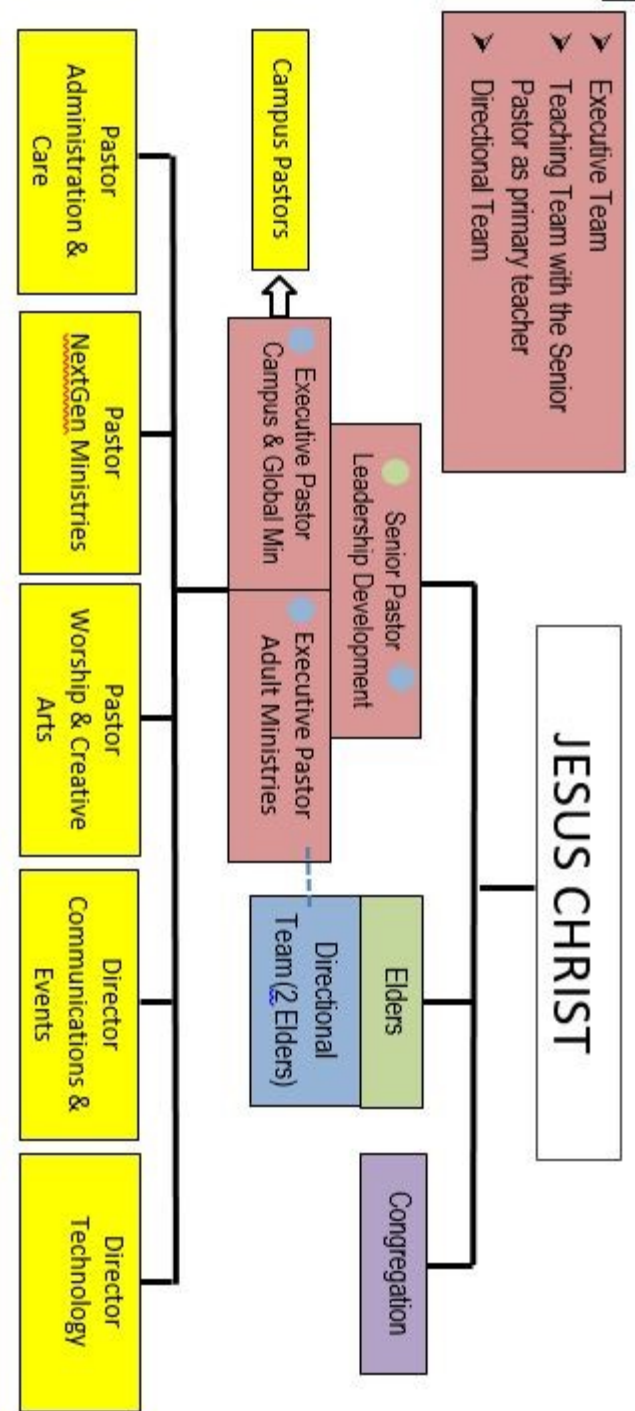 JESUS CHRIST
➤ Executive Team
➤ Teaching Team with the Senior
Pastor as primary teacher
➤ Directional Team
Senior Pastor
Leadership Development
Elders
Congregation
Campus Pastors
Executive Pastor
Campus & Global Min
Executive Pastor
Adult Ministries
Directional
Team (2 Elders)
Pastor
Administration &
Care
Pastor
NextGen Ministries
Pastor
Worship & Creative
Arts
Director
Communications &
Events
Director
Technology